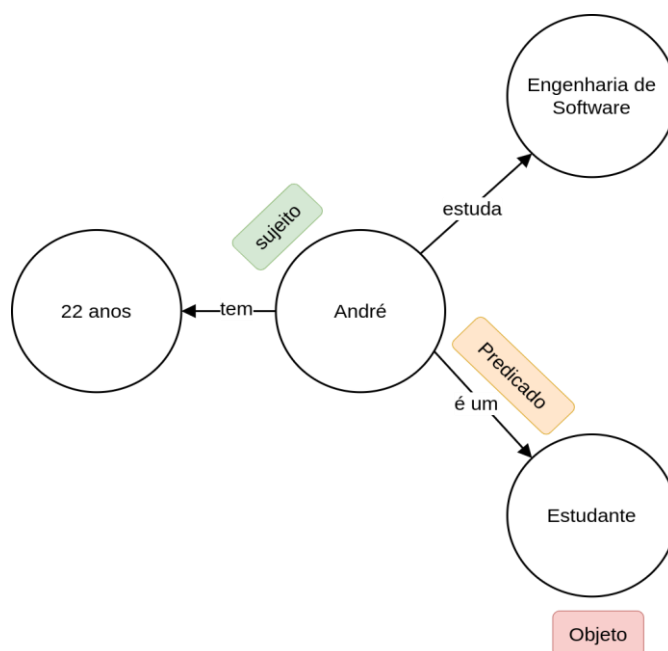 Engenharia de
Software
estuda
sujeito
22 anos
tem
André
Predicado
é um
Estudante
Objeto